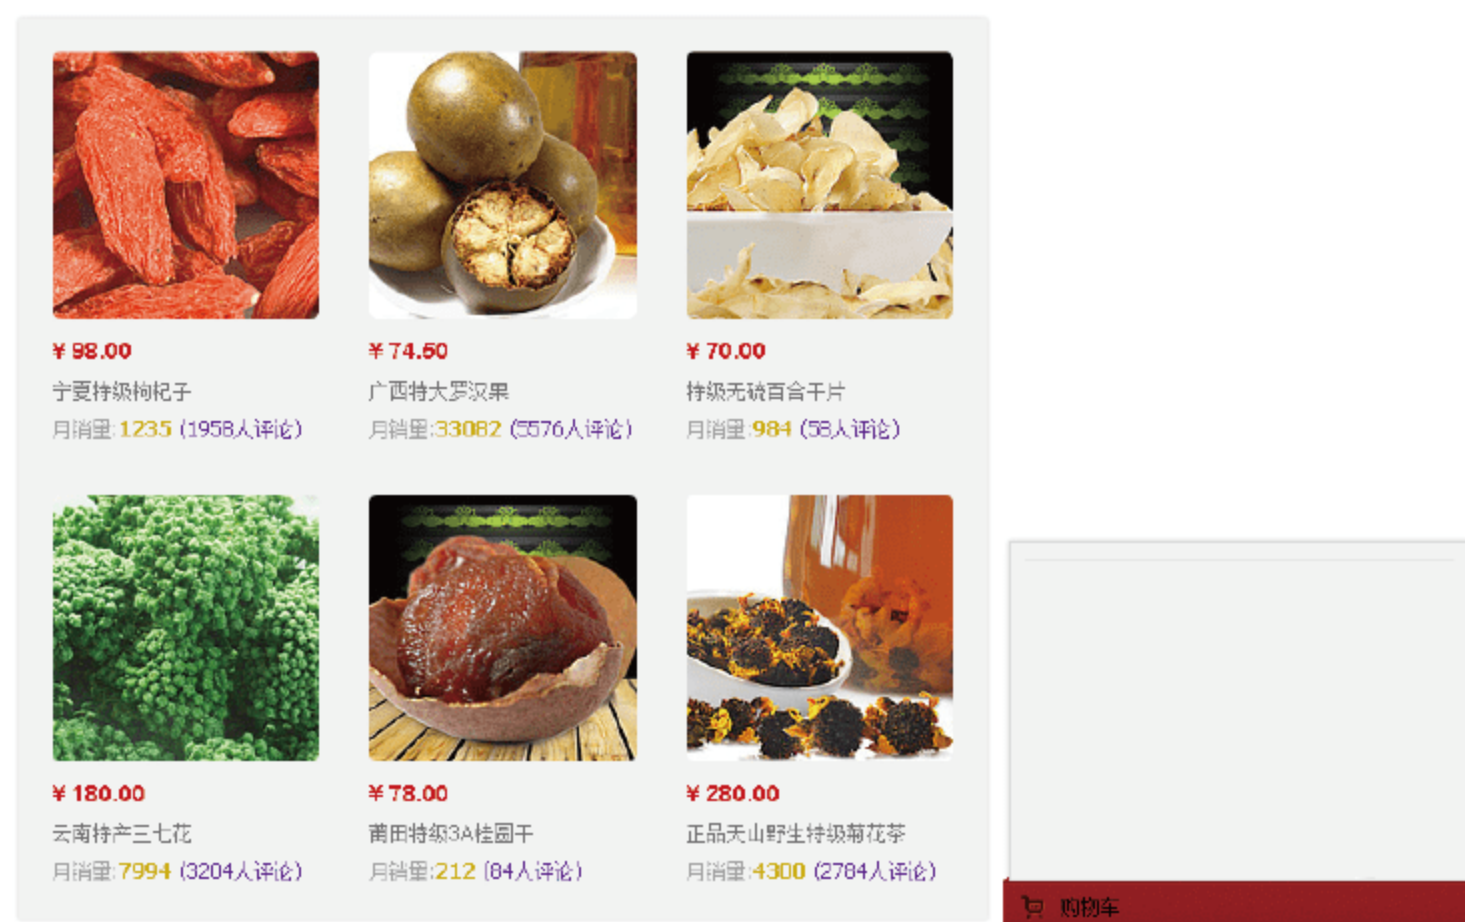 ¥ 98.00
宁夏特级枸杞子
月销量:1235 (1958人评论)
¥ 74.50
广西特大罗汉果
月销量:33082 (5576人评论)
¥ 70.00
特级无硫百合干片
月销量:984 (58人评论)
¥ 180.00
云南特产三七花
月销量:7994 (3204人评论)
¥ 78.00
莆田特级3A桂圆干
月销量:212 (84人评论)
¥ 280.00
正品天山野生特级菊花茶
月销量:4300 (2784人评论)
购物车